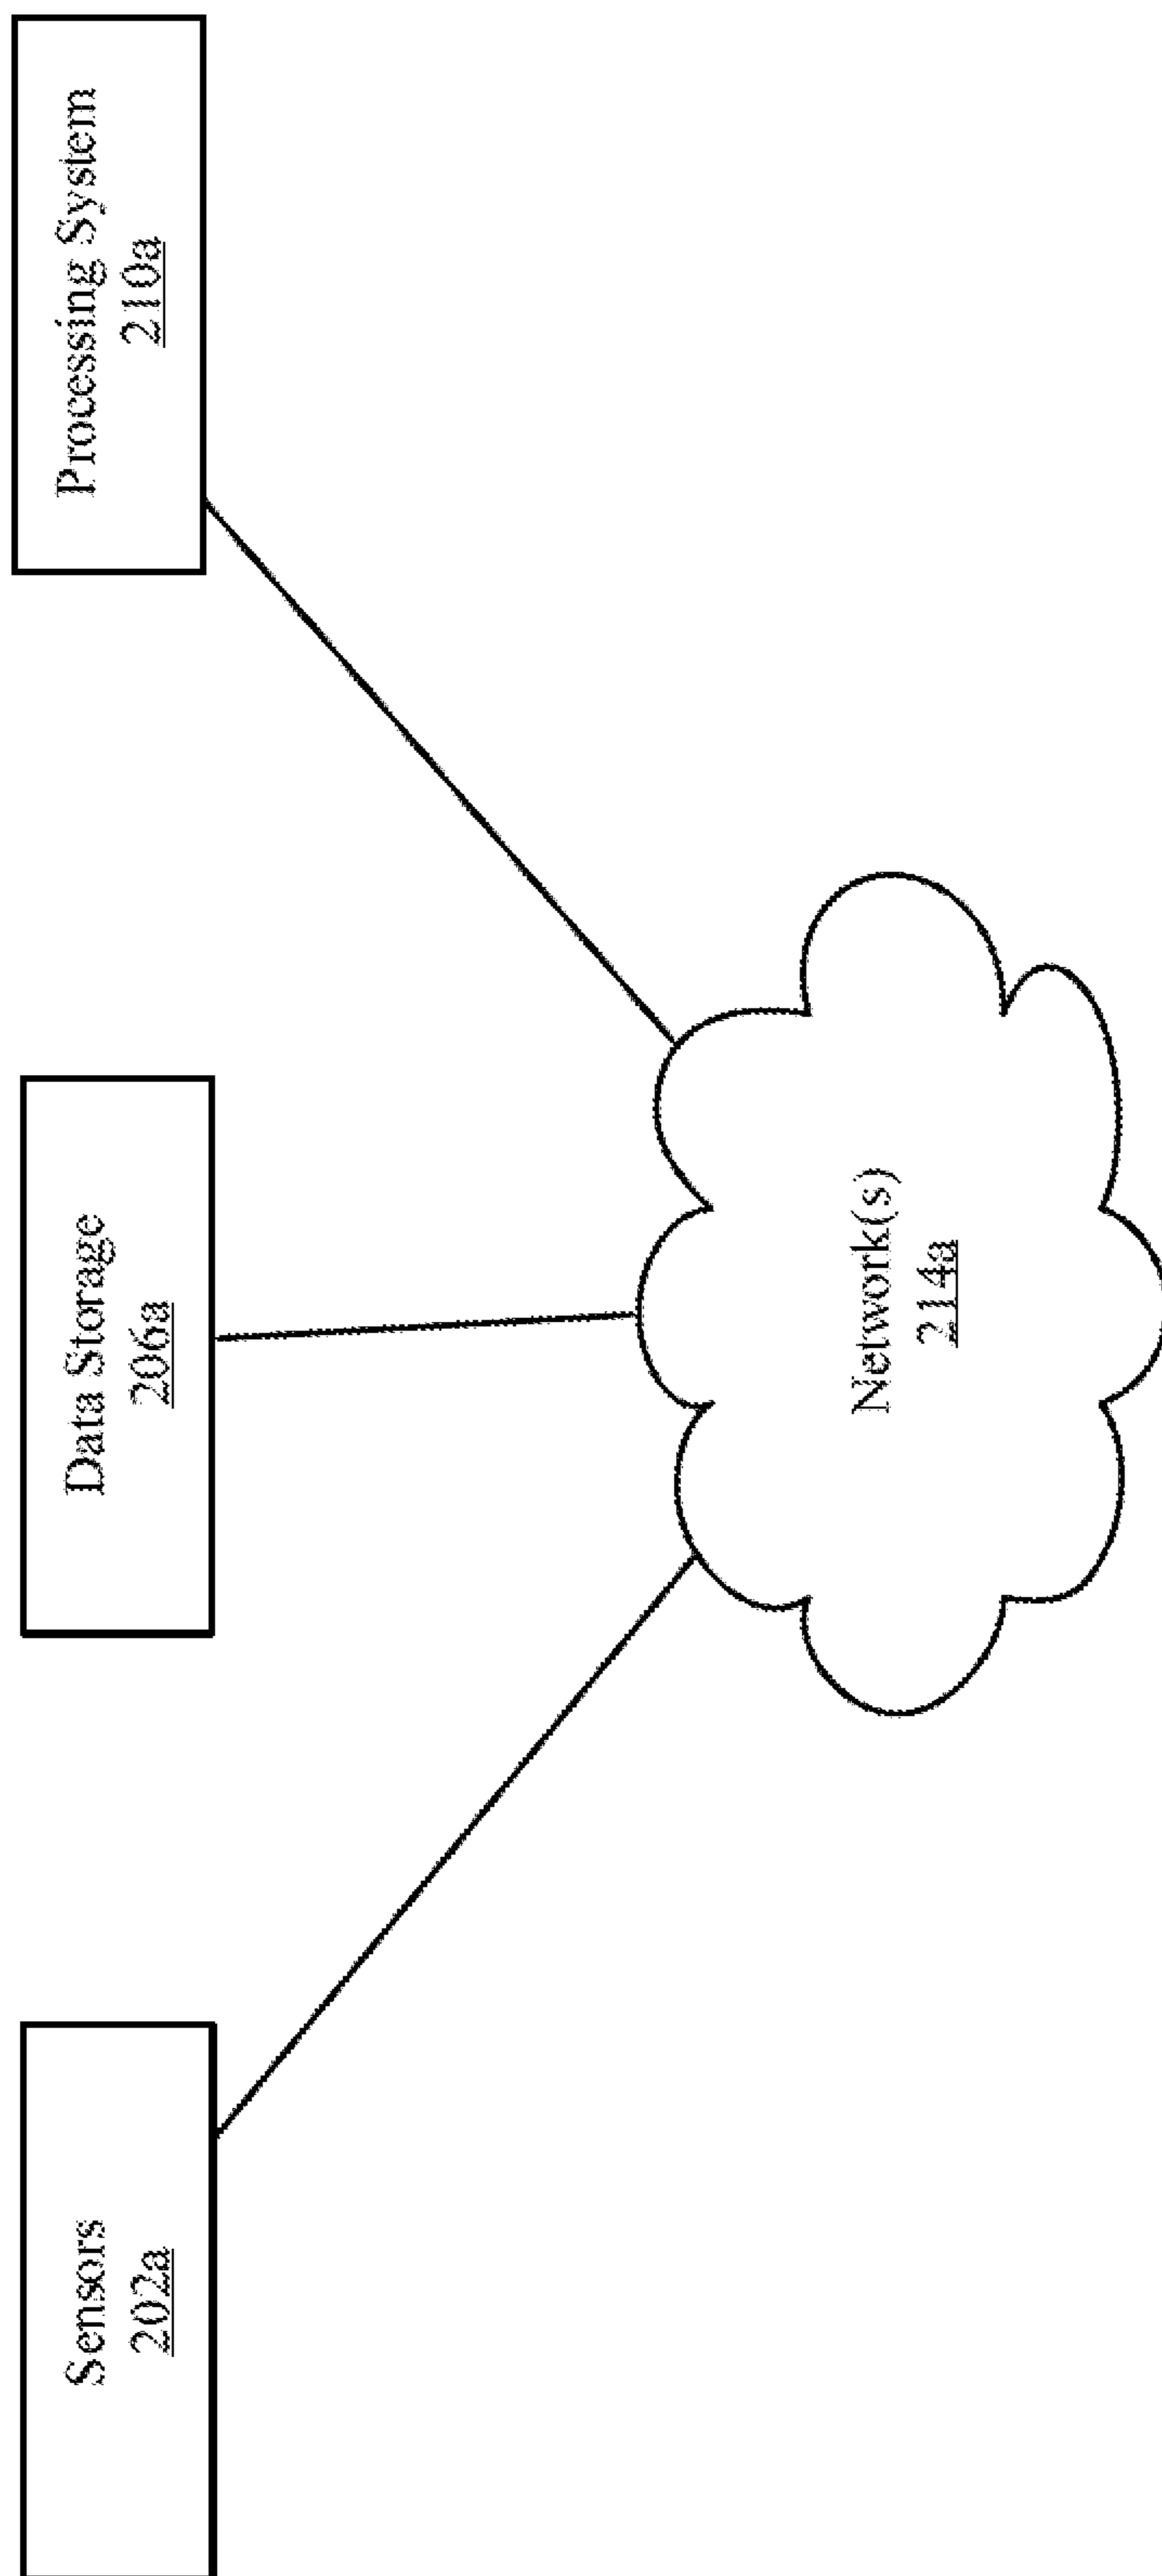 Sensors
202a
Data Storage
206a
Processing System
210a
Network(s)
214a